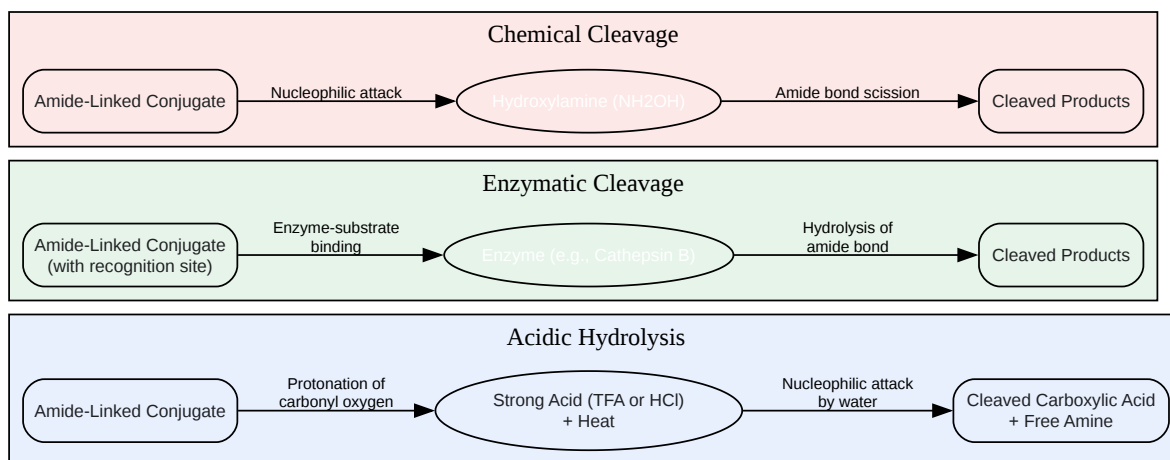 Chemical Cleavage
Amide-Linked Conjugate
Nucleophilic attack
Hydroxylamine (NH2OH)
Amide bond scission
Cleaved Products
Enzymatic Cleavage
Amide-Linked Conjugate
(with recognition site)
Enzyme-substrate
binding
Enzyme (e.g., Cathepsin B)
Hydrolysis of
amide bond
Cleaved Products
Acidic Hydrolysis
Amide-Linked Conjugate
Protonation of
carbonyl oxygen
Strong Acid (TFA or HCl)
+ Heat
Nucleophilic attack
by water
Cleaved Carboxylic Acid
+ Free Amine